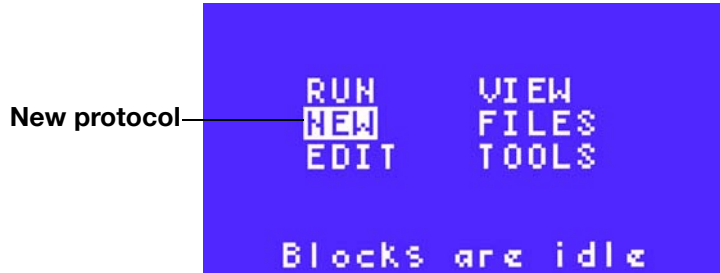 RUN VIEW
New protocol NEW FILES
EDIT TOOLS
Blocks are idle